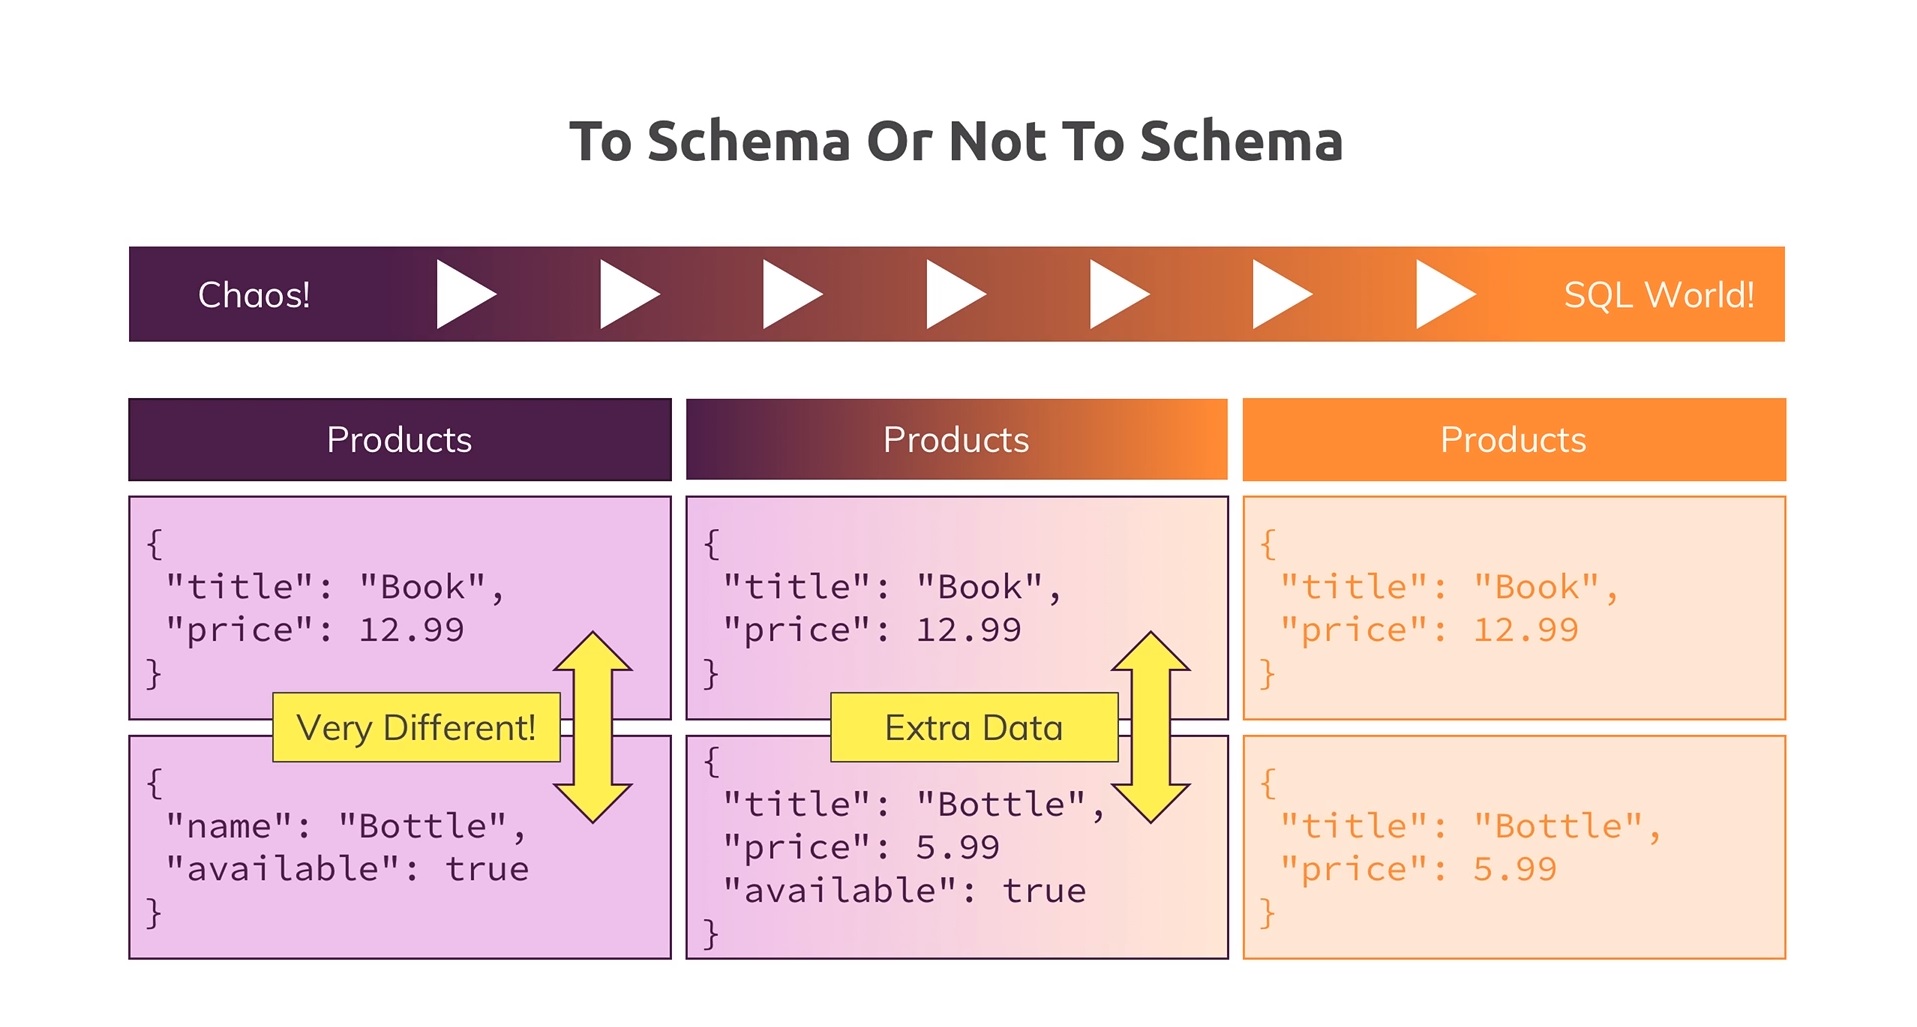 To Schema Or Not To Schema
Chaos!
SQL World!
Products
Products
Products
{
"title": "Book",
"price": 12.99
}
{
"title": "Book",
"price": 12.99
}
{
"title": "Book",
"price": 12.99
}
Very Different!
Extra Data
{
"name": "Bottle",
"available": true
}
{
"title": "Bottle",
"price": 5.99
"available": true
}
{
"title": "Bottle",
"price": 5.99
}